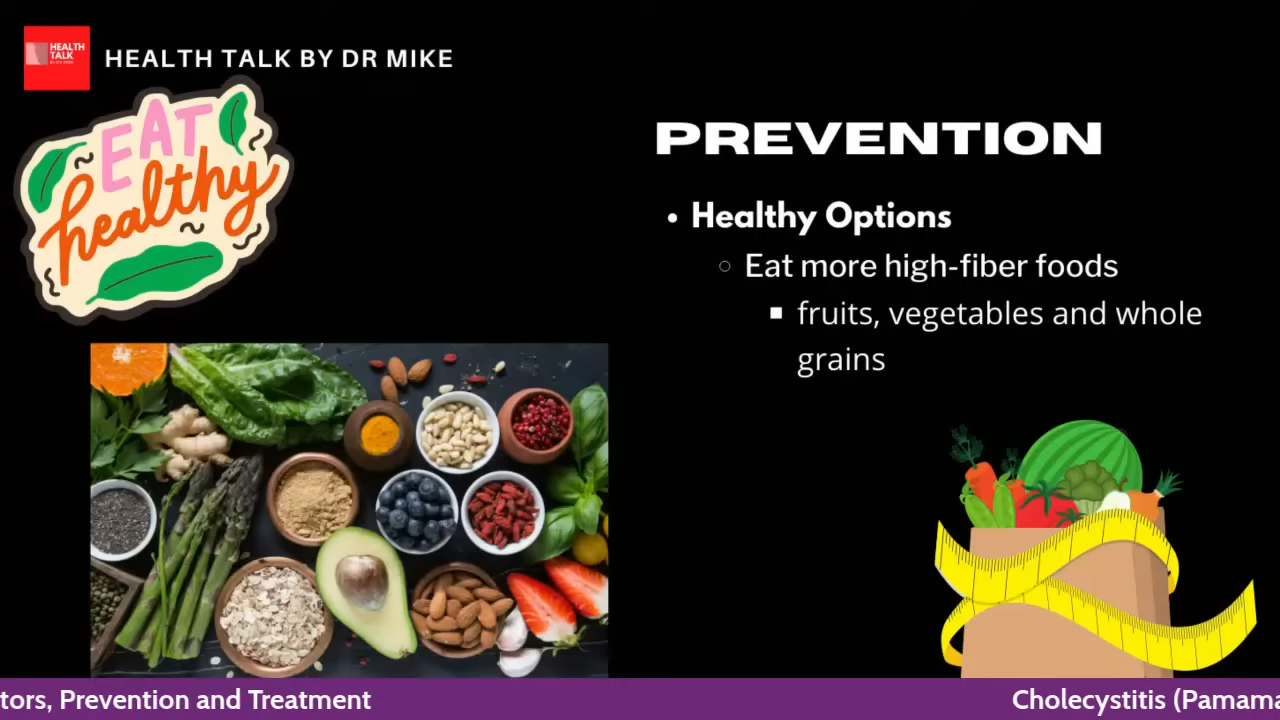 HEALTH
TALK
HEALTH TALK BY DR MIKE
EAT
healthy
PREVENTION
• Healthy Options
○ Eat more high-fiber foods
■ fruits, vegetables and whole
grains
tors, Prevention and Treatment
Cholecystitis (Pamama